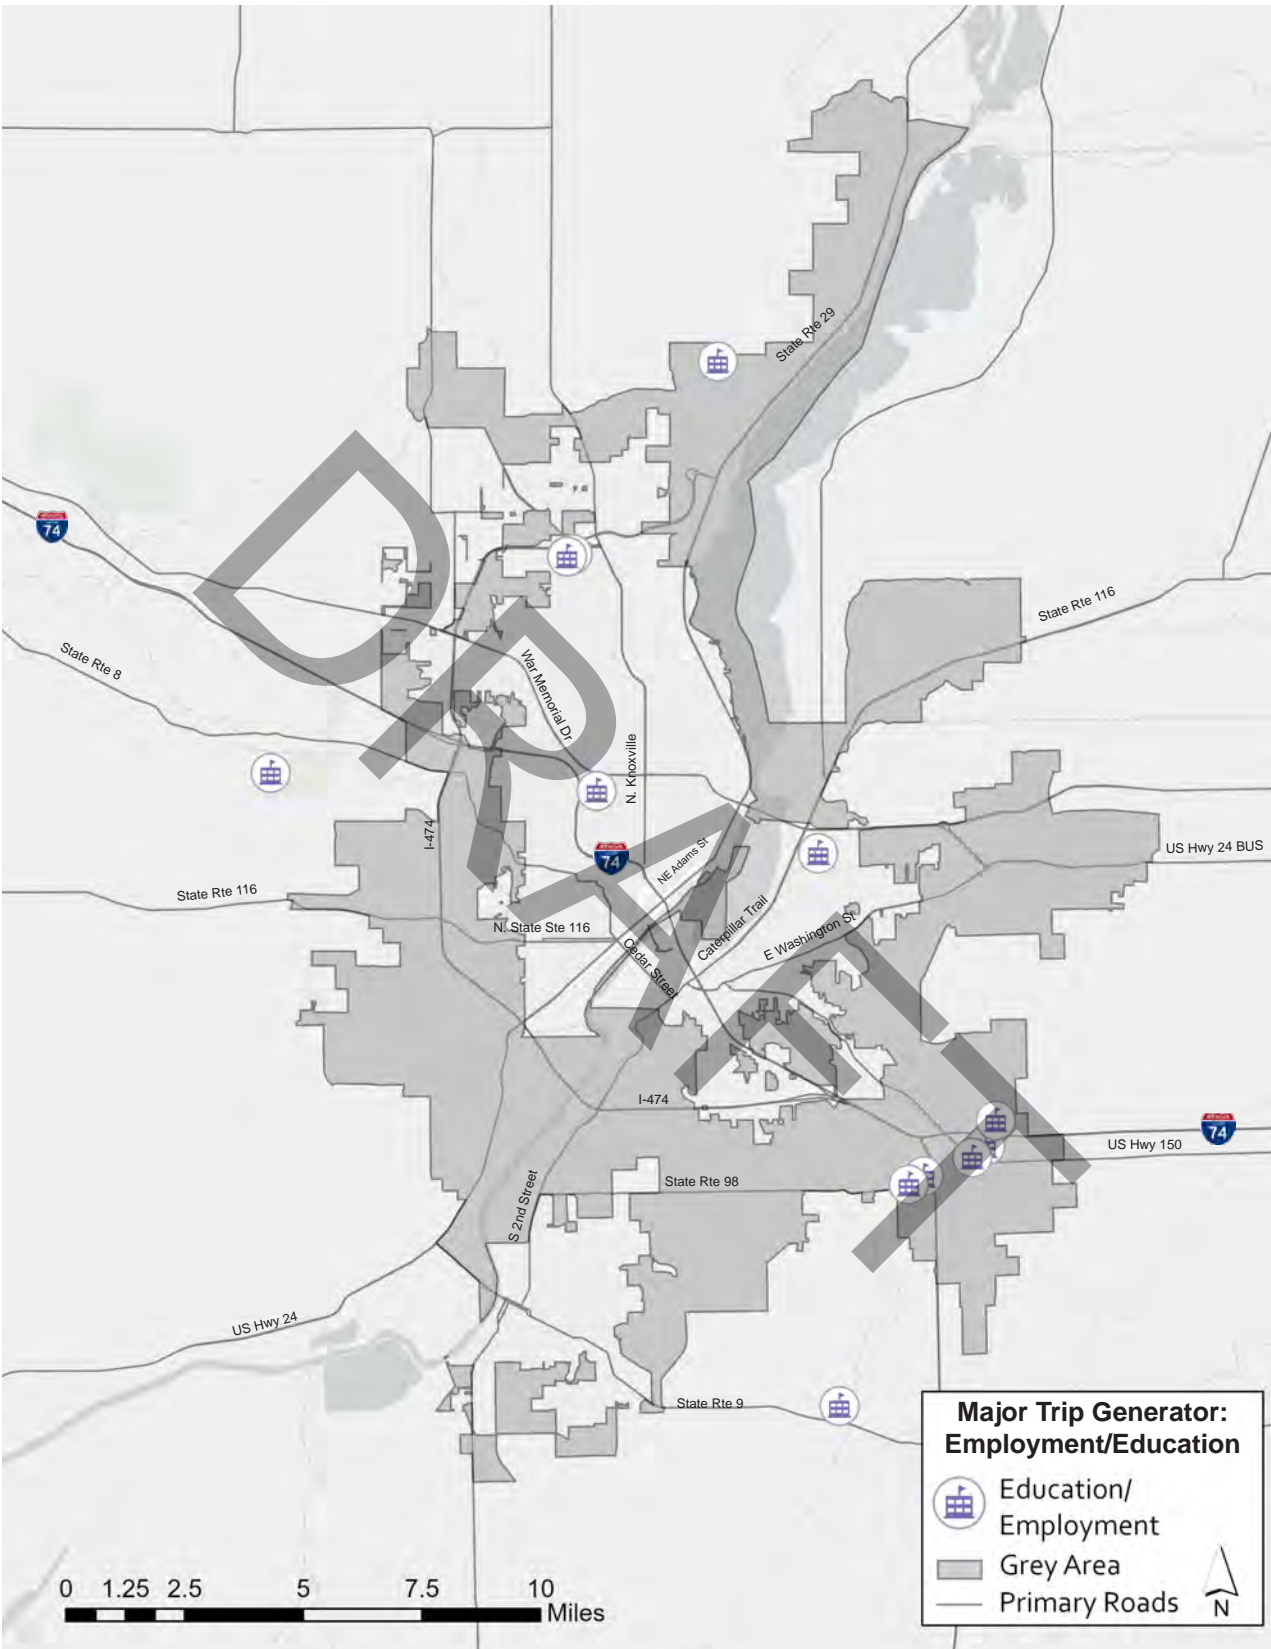 State Rte 29
74
State Rte 116
State Rte 8
War Memorial Dr
N. Knoxville
I-474
74
NE Adams St
US Hwy 24 BUS
State Rte 116
N. State Ste 116
Caterpillar Trail
E Washington St
Cedar Street
I-474
74
US Hwy 150
State Rte 98
S 2nd Street
US Hwy 24
State Rte 9
DRAFT
Major Trip Generator:
Employment/Education
Education/
Employment
Grey Area
Primary Roads
N
0 1.25 2.5 5 7.5 10
Miles